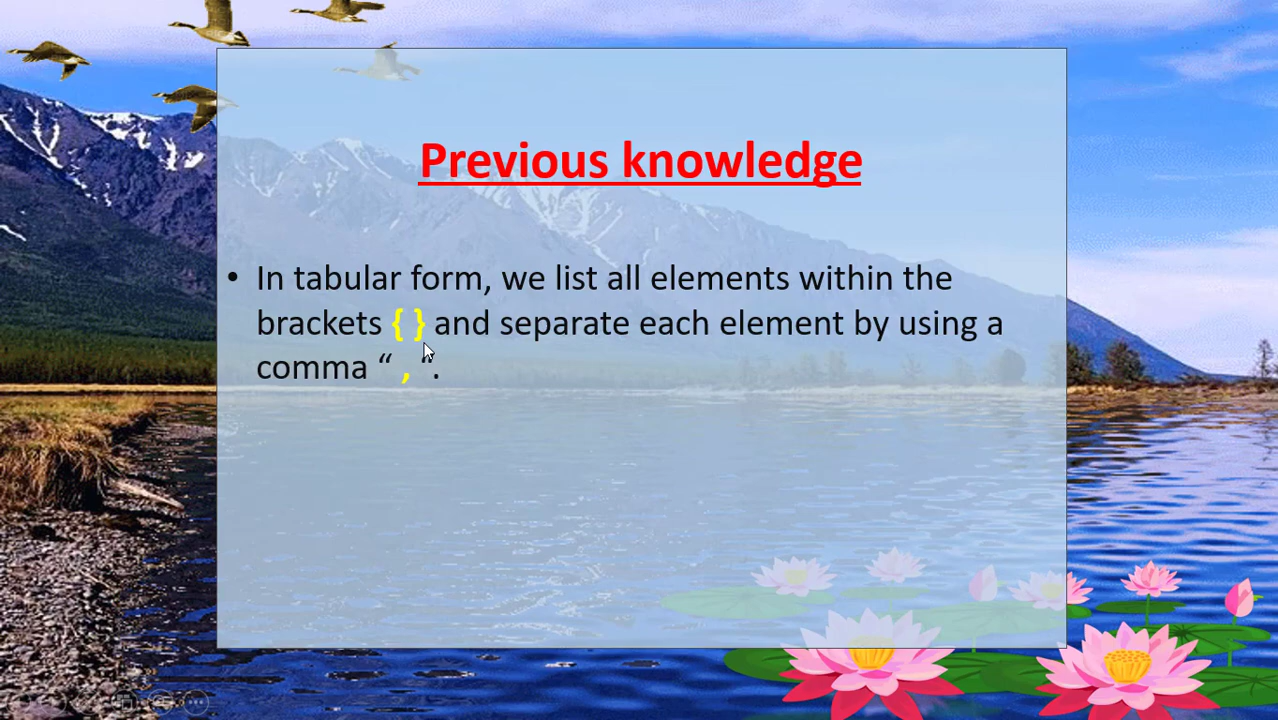 Previous knowledge
• In tabular form, we list all elements within the
brackets { } and separate each element by using a
comma “ , “.